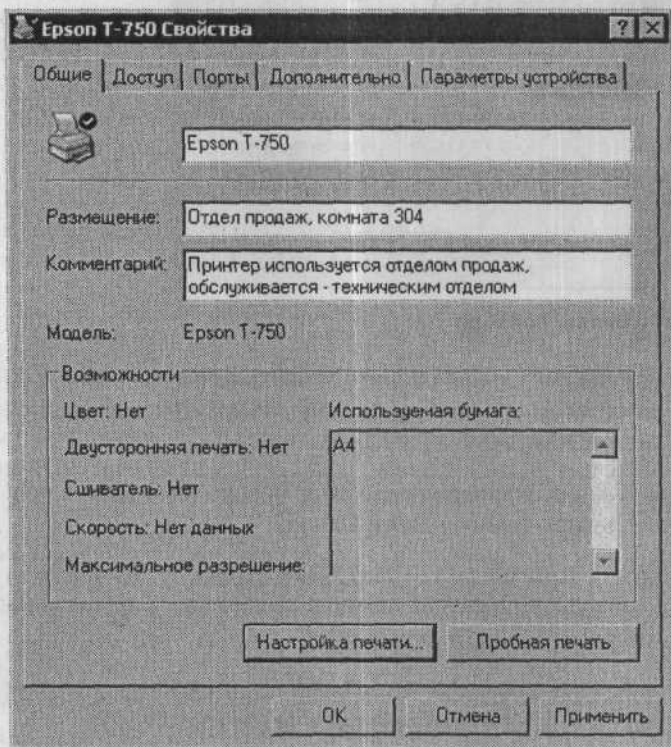 Epson T-750 Свойства
Общие Доступ Порты Дополнительно Параметры устройства
Epson T-750
Размещение: Отдел продаж, комната 304
Комментарий: Принтер используется отделом продаж,
обслуживается - техническим отделом
Модель: Epson T-750
Возможности
Цвет: Нет Используемая бумага:
Двусторонняя печать: Нет A4
Сшиватель: Нет
Скорость: Нет данных
Максимальное разрешение:
Настройка печати... Пробная печать
OK Отмена Применить